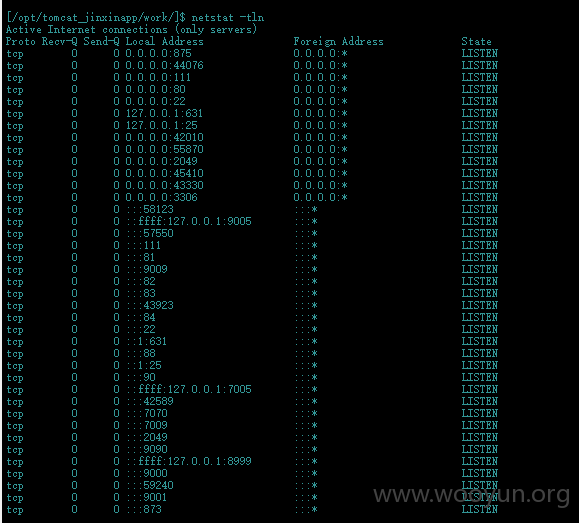 [/opt/tomcat_jinxinapp/work/]$ netstat -tln
Active Internet connections (only servers)
Proto Recv-Q Send-Q Local Address Foreign Address State
tcp 0 0 0.0.0.0:875 0.0.0.0:* LISTEN
tcp 0 0 0.0.0.0:44076 0.0.0.0:* LISTEN
tcp 0 0 0.0.0.0:111 0.0.0.0:* LISTEN
tcp 0 0 0.0.0.0:80 0.0.0.0:* LISTEN
tcp 0 0 0.0.0.0:22 0.0.0.0:* LISTEN
tcp 0 0 127.0.0.1:631 0.0.0.0:* LISTEN
tcp 0 0 127.0.0.1:25 0.0.0.0:* LISTEN
tcp 0 0 0.0.0.0:42010 0.0.0.0:* LISTEN
tcp 0 0 0.0.0.0:55870 0.0.0.0:* LISTEN
tcp 0 0 0.0.0.0:2049 0.0.0.0:* LISTEN
tcp 0 0 0.0.0.0:45410 0.0.0.0:* LISTEN
tcp 0 0 0.0.0.0:43330 0.0.0.0:* LISTEN
tcp 0 0 0.0.0.0:3306 0.0.0.0:* LISTEN
tcp 0 0 :::58123 :::* LISTEN
tcp 0 0 ::ffff:127.0.0.1:9005 :::* LISTEN
tcp 0 0 :::57550 :::* LISTEN
tcp 0 0 :::111 :::* LISTEN
tcp 0 0 :::81 :::* LISTEN
tcp 0 0 :::9009 :::* LISTEN
tcp 0 0 :::82 :::* LISTEN
tcp 0 0 :::83 :::* LISTEN
tcp 0 0 :::43923 :::* LISTEN
tcp 0 0 :::84 :::* LISTEN
tcp 0 0 :::22 :::* LISTEN
tcp 0 0 ::1:631 :::* LISTEN
tcp 0 0 :::88 :::* LISTEN
tcp 0 0 ::1:25 :::* LISTEN
tcp 0 0 :::90 :::* LISTEN
tcp 0 0 ::ffff:127.0.0.1:7005 :::* LISTEN
tcp 0 0 :::42589 :::* LISTEN
tcp 0 0 :::7070 :::* LISTEN
tcp 0 0 :::7009 :::* LISTEN
tcp 0 0 :::2049 :::* LISTEN
tcp 0 0 :::9090 :::* LISTEN
tcp 0 0 ::ffff:127.0.0.1:8999 :::* LISTEN
tcp 0 0 :::9000 :::* LISTEN
tcp 0 0 :::59240 :::* LISTEN
tcp 0 0 :::9001 :::* LISTEN
tcp 0 0 :::873 :::* LISTEN
www.wooyun.org